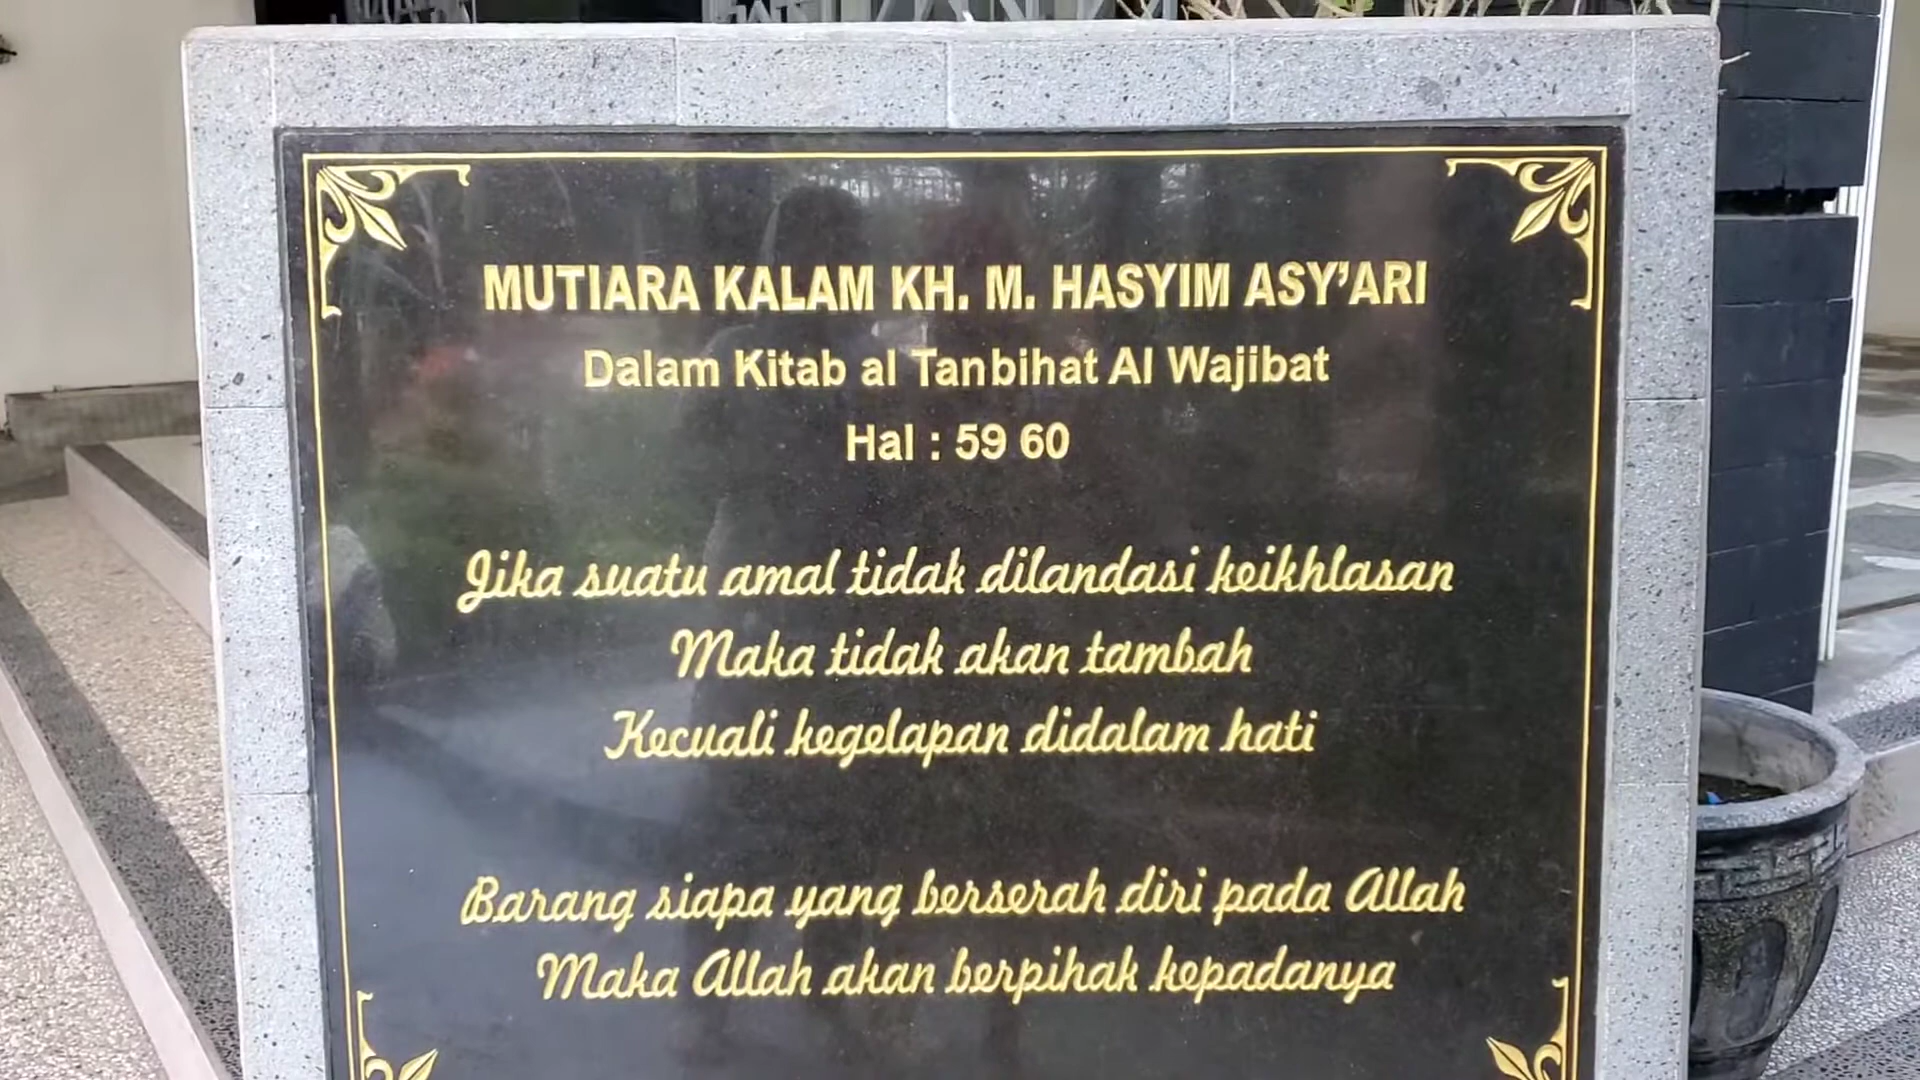 MUTIARA KALAM KH. M. HASYIM ASY'ARI
Dalam Kitab al Tanbihat Al Wajibat
Hal : 59 60
Jika suatu amal tidak dilandasi keikhlasan
Maka tidak akan tambah
Kecuali kegelapan didalam hati
Barang siapa yang berserah diri pada Allah
Maka Allah akan berpihak kepadanya